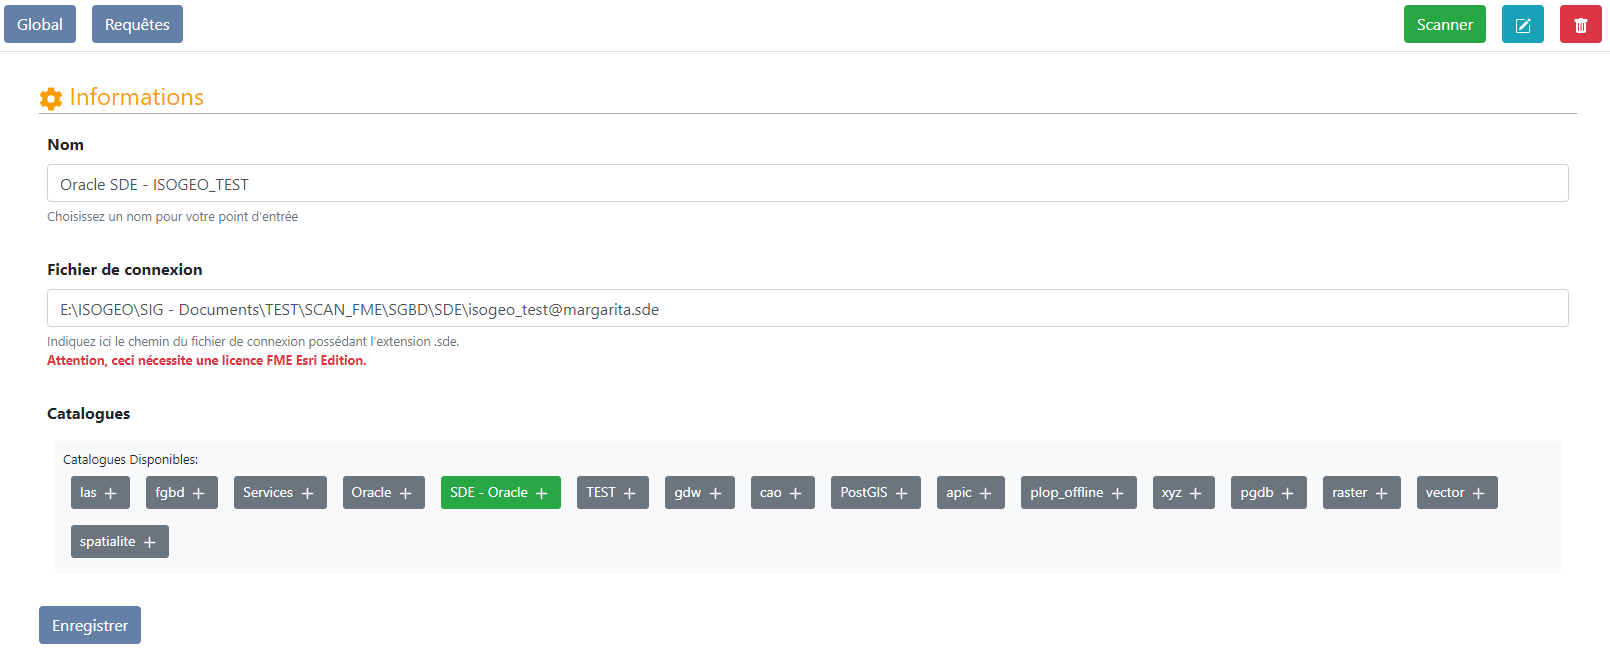 Global Requêtes Scanner
Informations
Nom
Oracle SDE - ISOGEO_TEST
Choisissez un nom pour votre point d'entrée
Fichier de connexion
E:\ISOGEO\SIG - Documents\TEST\SCAN_FME\SGBD\SDE\isogeo_test@margarita.sde
Indiquez ici le chemin du fichier de connexion possédant l'extension .sde.
Attention, ceci nécessite une licence FME Esri Edition.
Catalogues
Catalogues Disponibles:
las + fgbd + Services + Oracle + SDE - Oracle + TEST + gdw + cao + PostGIS + apic + plop_offline + xyz + pgdb + raster + vector +
spatialite +
Enregistrer